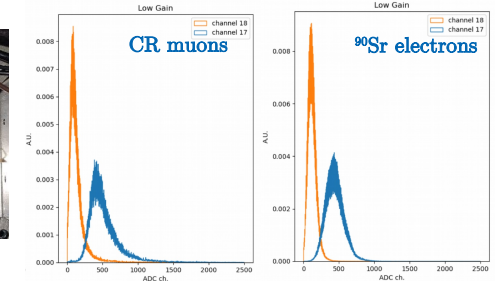 Low Gain
channel 18
channel 17
CR muons
A.U.
0.008
0.007
0.006
0.005
0.004
0.003
0.002
0.001
0.000
0
500
1000
1500
2000
2500
ADC ch.
Low Gain
channel 18
channel 17
⁹⁰Sr electrons
A.U.
0.008
0.006
0.004
0.002
0.000
0
500
1000
1500
2000
2500
ADC ch.